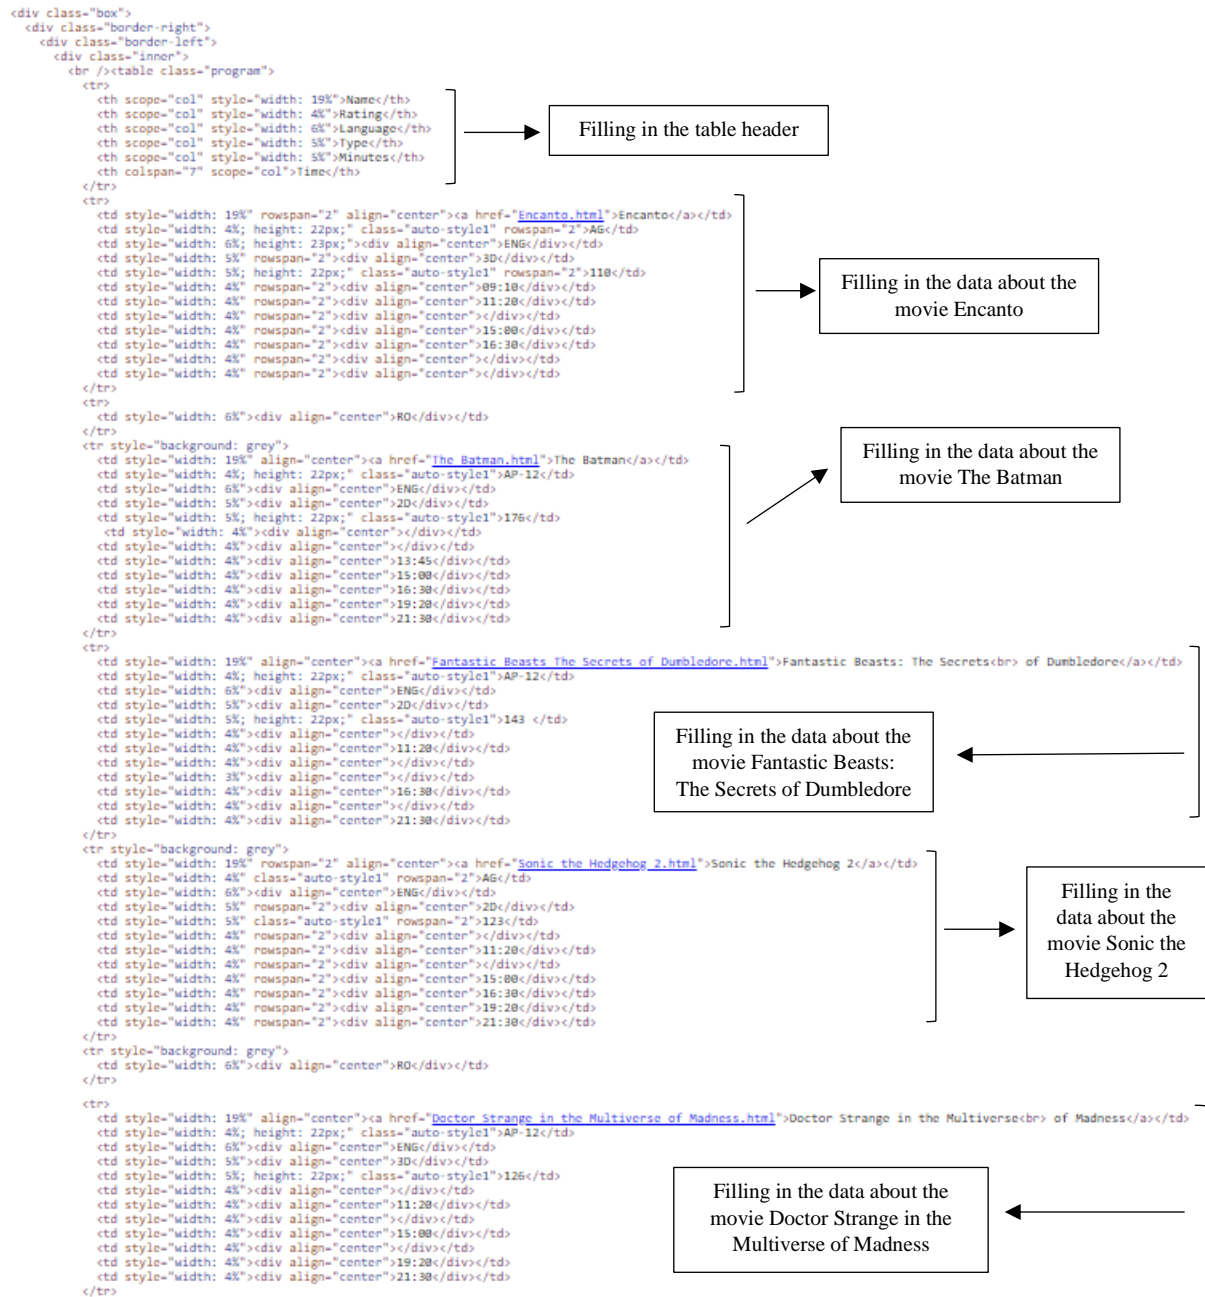 <div class="box">
<div class="border-right">
<div class="border-left">
<div class="inner">
<br /><table class="program">
<tr>
<th scope="col" style="width: 19%">Name</th>
<th scope="col" style="width: 4%">Rating</th>
<th scope="col" style="width: 6%">Language</th>
<th scope="col" style="width: 5%">Type</th>
<th scope="col" style="width: 5%">Minutes</th>
<th colspan="7" scope="col">Time</th>
</tr>
Filling in the table header
<tr>
<td style="width: 19%" rowspan="2" align="center"><a href="Encanto.html">Encanto</a></td>
<td style="width: 4%; height: 22px;" class="auto-style1" rowspan="2">AG</td>
<td style="width: 6%; height: 23px;"><div align="center">ENG</div></td>
<td style="width: 5%" rowspan="2"><div align="center">3D</div></td>
<td style="width: 5%; height: 22px;" class="auto-style1" rowspan="2">110</td>
<td style="width: 4%" rowspan="2"><div align="center">09:10</div></td>
<td style="width: 4%" rowspan="2"><div align="center">11:20</div></td>
<td style="width: 4%" rowspan="2"><div align="center"></div></td>
<td style="width: 4%" rowspan="2"><div align="center">15:00</div></td>
<td style="width: 4%" rowspan="2"><div align="center">16:30</div></td>
<td style="width: 4%" rowspan="2"><div align="center"></div></td>
<td style="width: 4%" rowspan="2"><div align="center"></div></td>
</tr>
Filling in the data about the
movie Encanto
<tr>
<td style="width: 6%"><div align="center">RO</div></td>
</tr>
<tr style="background: grey">
<td style="width: 19%" align="center"><a href="The Batman.html">The Batman</a></td>
<td style="width: 4%; height: 22px;" class="auto-style1">AP-12</td>
<td style="width: 6%"><div align="center">ENG</div></td>
<td style="width: 5%"><div align="center">2D</div></td>
<td style="width: 5%; height: 22px;" class="auto-style1">176</td>
<td style="width: 4%"><div align="center"></div></td>
<td style="width: 4%"><div align="center"></div></td>
<td style="width: 4%"><div align="center">13:45</div></td>
<td style="width: 4%"><div align="center">15:00</div></td>
<td style="width: 4%"><div align="center">16:30</div></td>
<td style="width: 4%"><div align="center">19:20</div></td>
<td style="width: 4%"><div align="center">21:30</div></td>
</tr>
Filling in the data about the
movie The Batman
<tr>
<td style="width: 19%" align="center"><a href="Fantastic Beasts The Secrets of Dumbledore.html">Fantastic Beasts: The Secrets<br> of Dumbledore</a></td>
<td style="width: 4%; height: 22px;" class="auto-style1">AP-12</td>
<td style="width: 6%"><div align="center">ENG</div></td>
<td style="width: 5%"><div align="center">2D</div></td>
<td style="width: 5%; height: 22px;" class="auto-style1">143 </td>
<td style="width: 4%"><div align="center"></div></td>
<td style="width: 4%"><div align="center">11:20</div></td>
<td style="width: 4%"><div align="center"></div></td>
<td style="width: 3%"><div align="center"></div></td>
<td style="width: 4%"><div align="center">16:30</div></td>
<td style="width: 4%"><div align="center"></div></td>
<td style="width: 4%"><div align="center">21:30</div></td>
</tr>
Filling in the data about the
movie Fantastic Beasts:
The Secrets of Dumbledore
<tr style="background: grey">
<td style="width: 19%" rowspan="2" align="center"><a href="Sonic the Hedgehog 2.html">Sonic the Hedgehog 2</a></td>
<td style="width: 4%" class="auto-style1" rowspan="2">AG</td>
<td style="width: 6%"><div align="center">ENG</div></td>
<td style="width: 5%" rowspan="2"><div align="center">2D</div></td>
<td style="width: 5%" class="auto-style1" rowspan="2">123</td>
<td style="width: 4%" rowspan="2"><div align="center"></div></td>
<td style="width: 4%" rowspan="2"><div align="center">11:20</div></td>
<td style="width: 4%" rowspan="2"><div align="center"></div></td>
<td style="width: 4%" rowspan="2"><div align="center">15:00</div></td>
<td style="width: 4%" rowspan="2"><div align="center">16:30</div></td>
<td style="width: 4%" rowspan="2"><div align="center">19:20</div></td>
<td style="width: 4%" rowspan="2"><div align="center">21:30</div></td>
</tr>
Filling in the
data about the
movie Sonic the
Hedgehog 2
<tr style="background: grey">
<td style="width: 6%"><div align="center">RO</div></td>
</tr>
<tr>
<td style="width: 19%" align="center"><a href="Doctor Strange in the Multiverse of Madness.html">Doctor Strange in the Multiverse<br> of Madness</a></td>
<td style="width: 4%; height: 22px;" class="auto-style1">AP-12</td>
<td style="width: 6%"><div align="center">ENG</div></td>
<td style="width: 5%"><div align="center">3D</div></td>
<td style="width: 5%; height: 22px;" class="auto-style1">126</td>
<td style="width: 4%"><div align="center"></div></td>
<td style="width: 4%"><div align="center">11:20</div></td>
<td style="width: 4%"><div align="center"></div></td>
<td style="width: 4%"><div align="center">15:00</div></td>
<td style="width: 4%"><div align="center"></div></td>
<td style="width: 4%"><div align="center">19:20</div></td>
<td style="width: 4%"><div align="center">21:30</div></td>
</tr>
Filling in the data about the
movie Doctor Strange in the
Multiverse of Madness